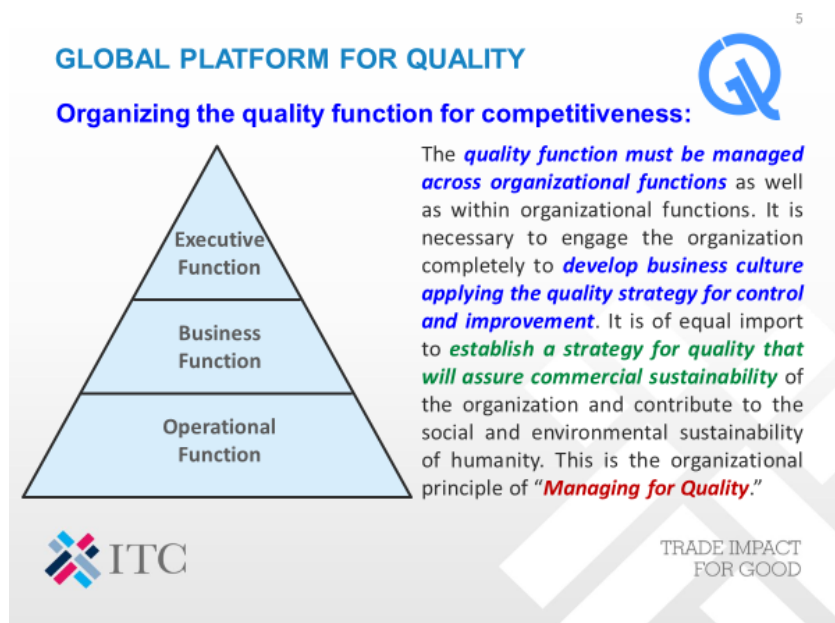 5
GLOBAL PLATFORM FOR QUALITY
Organizing the quality function for competitiveness:
Executive
Function
Business
Function
Operational
Function
The quality function must be managed
across organizational functions as well
as within organizational functions. It is
necessary to engage the organization
completely to develop business culture
applying the quality strategy for control
and improvement. It is of equal import
to establish a strategy for quality that
will assure commercial sustainability of
the organization and contribute to the
social and environmental sustainability
of humanity. This is the organizational
principle of “Managing for Quality.”
ITC
TRADE IMPACT
FOR GOOD